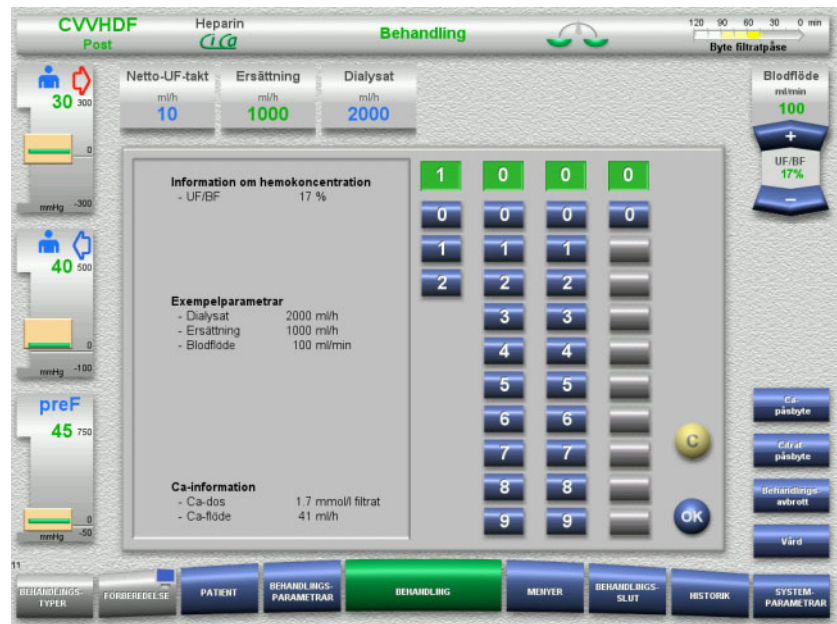 CVVHDF
Post
Heparin
CiCa
Behandling
120 90 60 30 0 min
Byte filtratpåse
30 300
0
mmHg -300
40 500
0
mmHg -100
preF
45 750
0
mmHg -50
11
Netto-UF-takt
ml/h
10
Ersättning
ml/h
1000
Dialysat
ml/h
2000
Blodflöde
ml/min
100
+
UF/BF
17%
−
Information om hemokoncentration
- UF/BF 17 %
Exempelparametrar
- Dialysat 2000 ml/h
- Ersättning 1000 ml/h
- Blodflöde 100 ml/min
Ca-information
- Ca-dos 1.7 mmol/l filtrat
- Ca-flöde 41 ml/h
1 0 0 0
0 0 0 0
1 1 1
2 2 2
3 3
4 4
5 5
6 6
7 7
8 8
9 9
C
OK
Ca-
påsbyte
Citrat-
påsbyte
Behandlings-
avbrott
Vård
BEHANDLINGS-
TYPER
FÖRBEREDELSE
PATIENT
BEHANDLINGS-
PARAMETRAR
BEHANDLING
MENYER
BEHANDLINGS-
SLUT
HISTORIK
SYSTEM-
PARAMETRAR